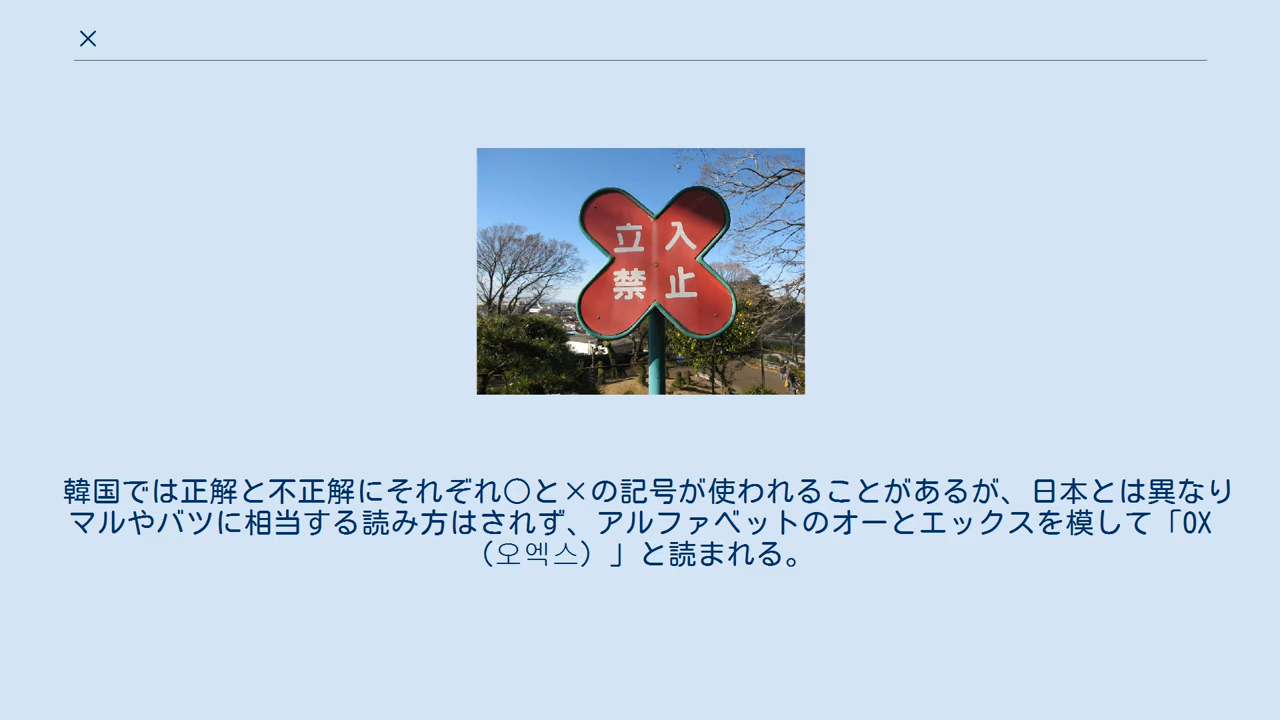 ×
立入
禁止
韓国では正解と不正解にそれぞれ〇と×の記号が使われることがあるが、日本とは異なり
マルやバツに相当する読み方はされず、アルファベットのオーとエックスを模して「OX
（오엑스）」と読まれる。